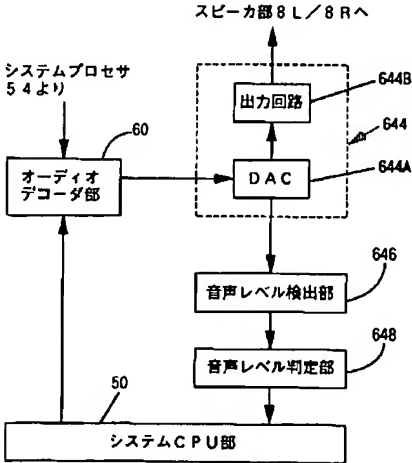 スピーカ部8L／8Rへ
システムプロセサ
54より
644B
出力回路
644
60
オーディオ
デコーダ部
DAC
644A
646
音声レベル検出部
648
音声レベル判定部
50
システムCPU部